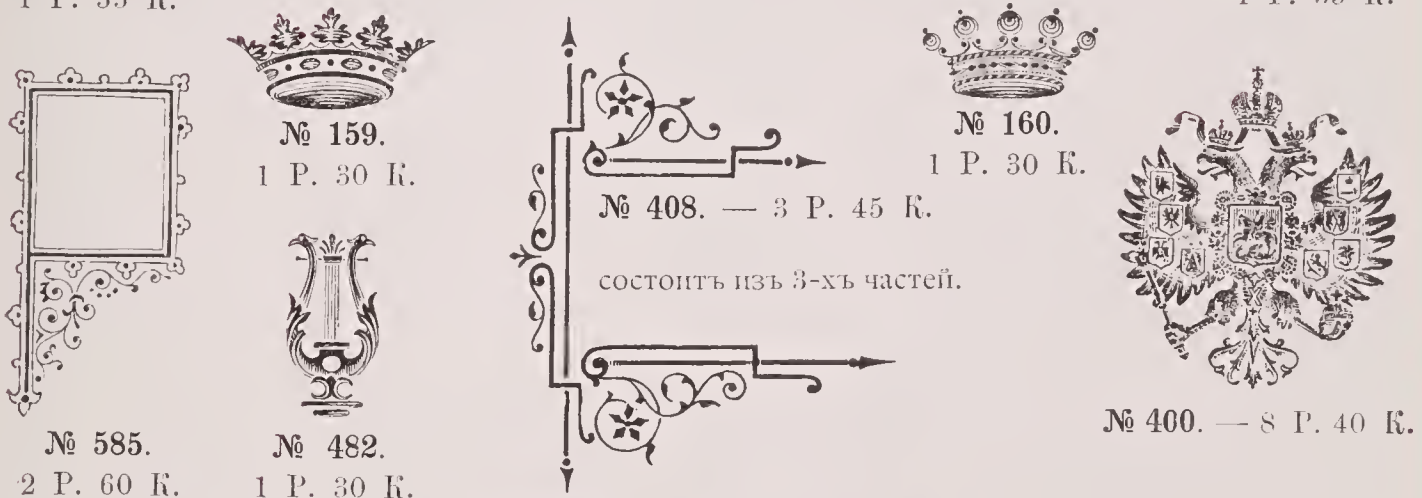 № 159.
1 Р. 30 К.
№ 160.
1 Р. 30 К.
№ 408. — 3 Р. 45 К.
состоитъ изъ 3-хъ частей.
№ 400. — 8 Р. 40 К.
№ 585.
2 Р. 60 К.
№ 482.
1 Р. 30 К.